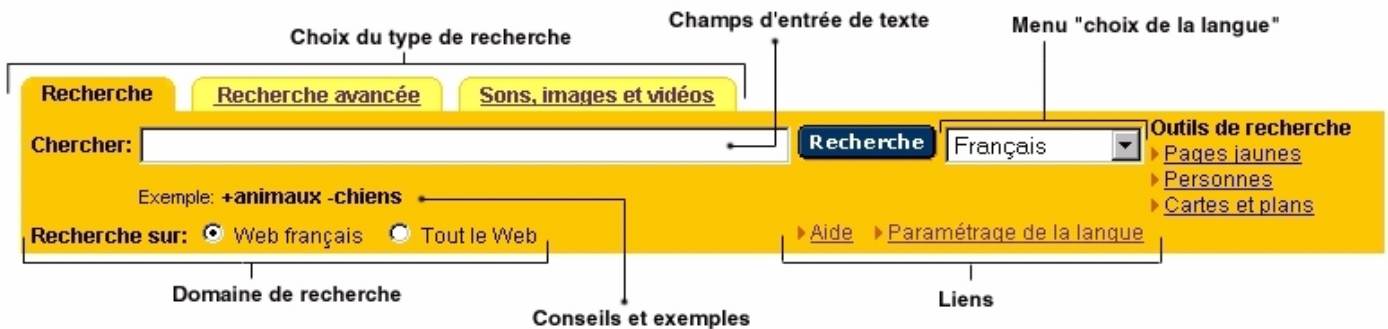 Choix du type de recherche
Champs d'entrée de texte
Menu "choix de la langue"
Recherche
Recherche avancée
Sons, images et vidéos
Chercher:
Recherche
Français
Outils de recherche
Pages jaunes
Personnes
Cartes et plans
Exemple: +animaux -chiens
Recherche sur: Web français Tout le Web
Aide Paramétrage de la langue
Domaine de recherche
Conseils et exemples
Liens